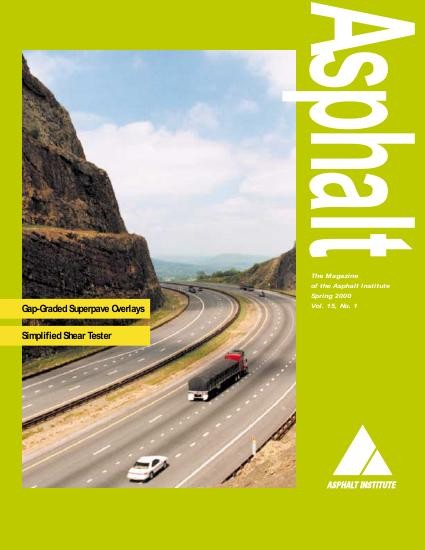 Asphalt
The Magazine
of the Asphalt Institute
Spring 2000
Vol. 15, No. 1
Gap-Graded Superpave Overlays
Simplified Shear Tester
ASPHALT INSTITUTE